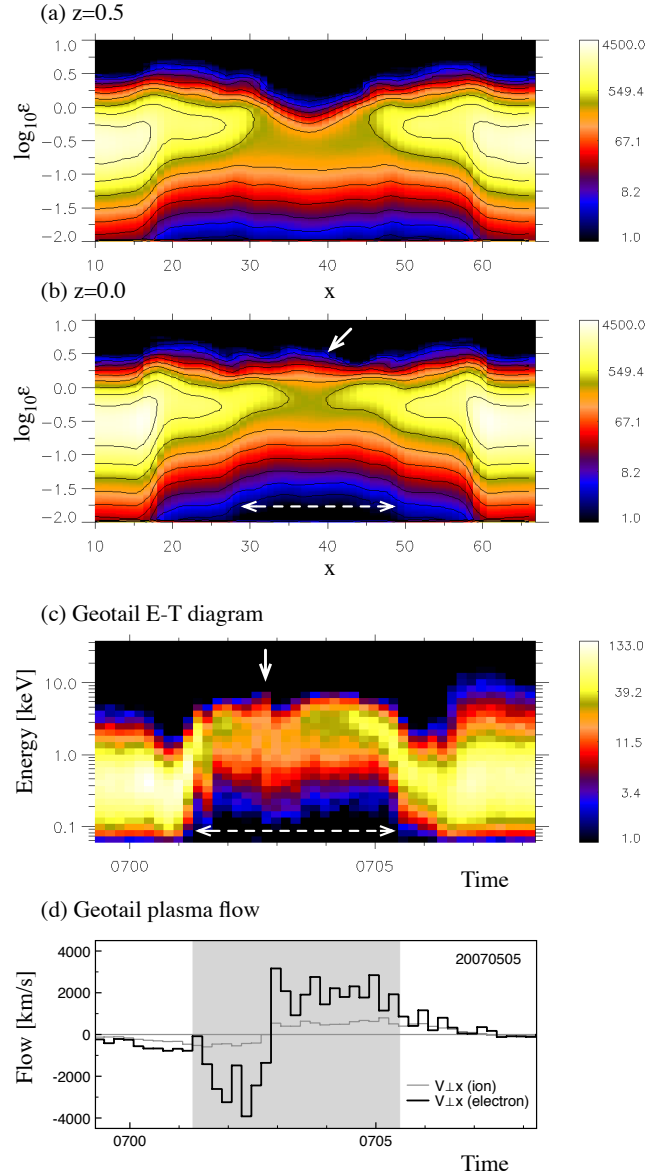 (a) z=0.5
1.0
0.5
0.0
-0.5
-1.0
-1.5
-2.0
log10ε
10 20 30 40 50 60
x
4500.0
549.4
67.1
8.2
1.0
(b) z=0.0
1.0
0.5
0.0
-0.5
-1.0
-1.5
-2.0
log10ε
10 20 30 40 50 60
x
4500.0
549.4
67.1
8.2
1.0
(c) Geotail E-T diagram
10.0
1.0
0.1
Energy [keV]
0700 0705
Time
133.0
39.2
11.5
3.4
1.0
(d) Geotail plasma flow
4000
2000
0
-2000
-4000
Flow [km/s]
20070505
V⊥x (ion)
V⊥x (electron)
0700 0705
Time